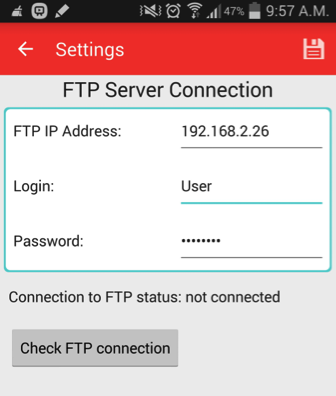 47% 9:57 A.M.
Settings
FTP Server Connection
FTP IP Address: 192.168.2.26
Login: User
Password: ••••••••
Connection to FTP status: not connected
Check FTP connection